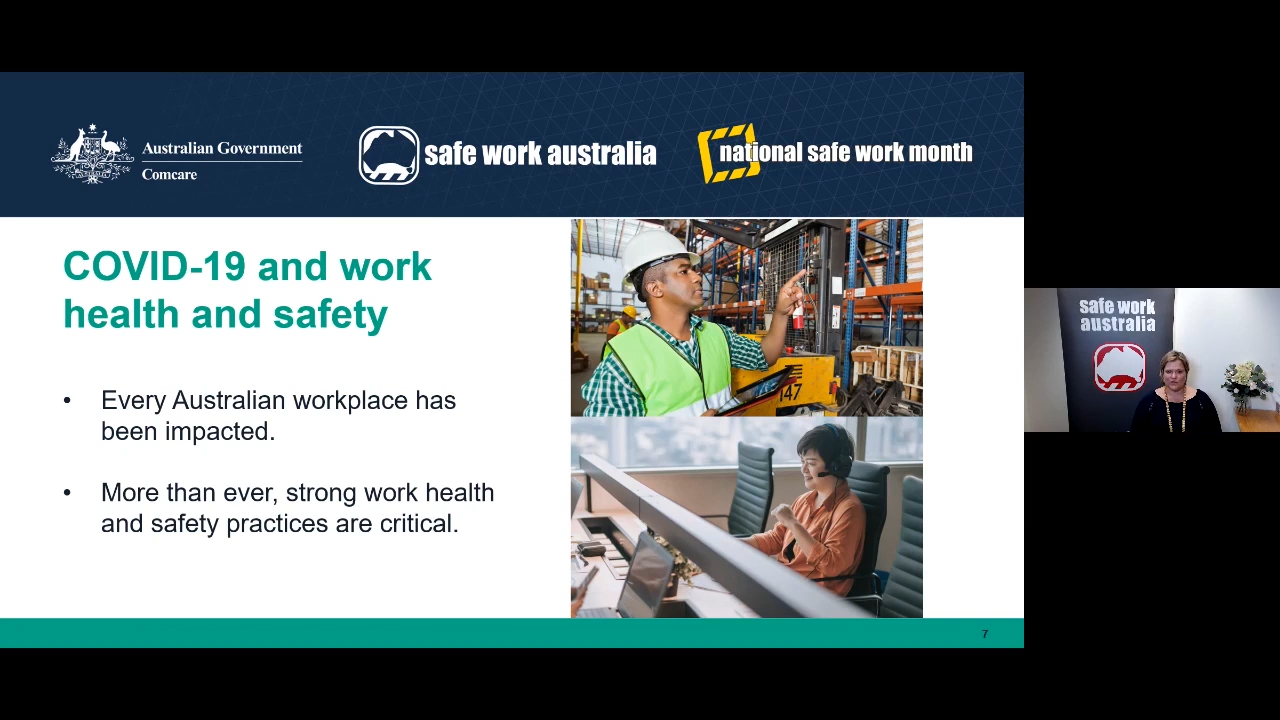 Australian Government
Comcare
safe work australia
national safe work month
COVID-19 and work
health and safety
• Every Australian workplace has
been impacted.
• More than ever, strong work health
and safety practices are critical.
147
7
safe work
australia